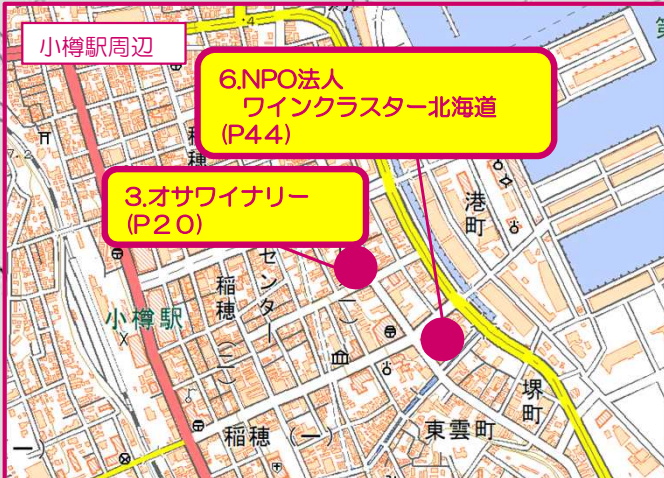 小樽駅周辺
6.NPO法人
ワインクラスター北海道
(P44)
3.オサワイナリー
(P20)
小樽駅
稲穂
稲穂(三)
センター
港町
稲穂(一)
東雲町
堺町